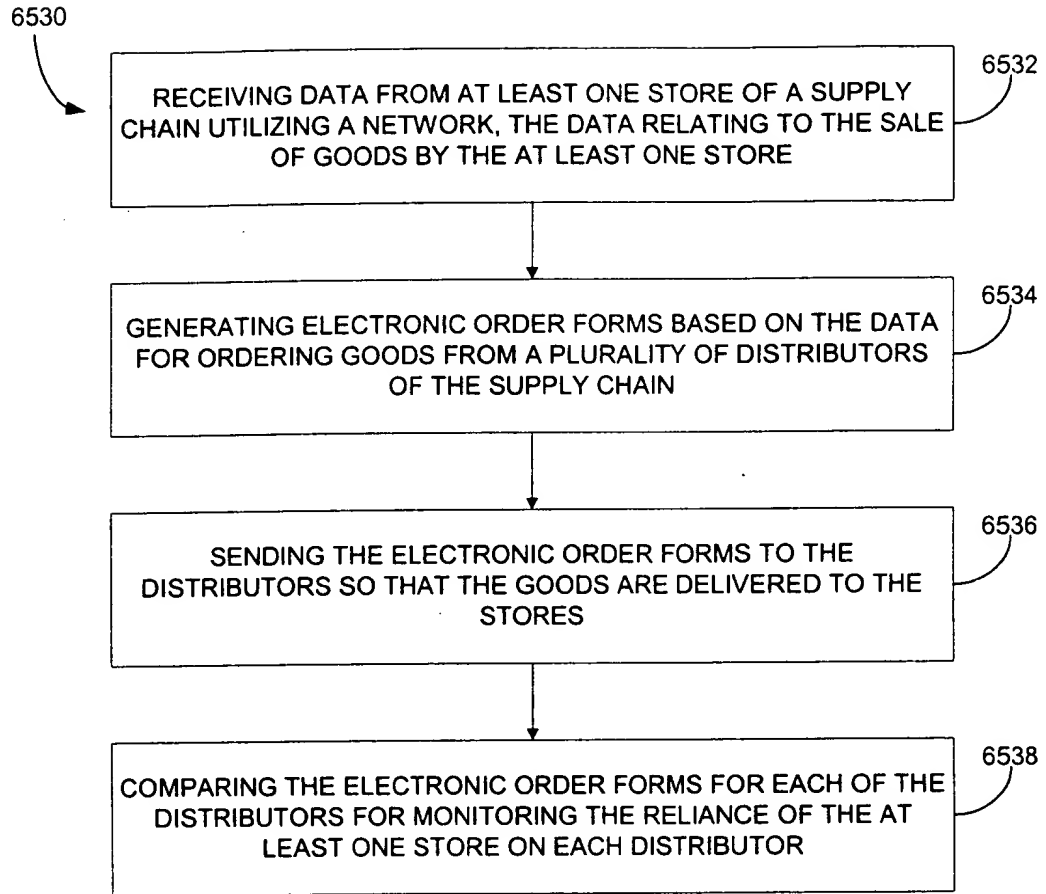 6530
RECEIVING DATA FROM AT LEAST ONE STORE OF A SUPPLY
CHAIN UTILIZING A NETWORK, THE DATA RELATING TO THE SALE
OF GOODS BY THE AT LEAST ONE STORE
6532
GENERATING ELECTRONIC ORDER FORMS BASED ON THE DATA
FOR ORDERING GOODS FROM A PLURALITY OF DISTRIBUTORS
OF THE SUPPLY CHAIN
6534
SENDING THE ELECTRONIC ORDER FORMS TO THE
DISTRIBUTORS SO THAT THE GOODS ARE DELIVERED TO THE
STORES
6536
COMPARING THE ELECTRONIC ORDER FORMS FOR EACH OF THE
DISTRIBUTORS FOR MONITORING THE RELIANCE OF THE AT
LEAST ONE STORE ON EACH DISTRIBUTOR
6538